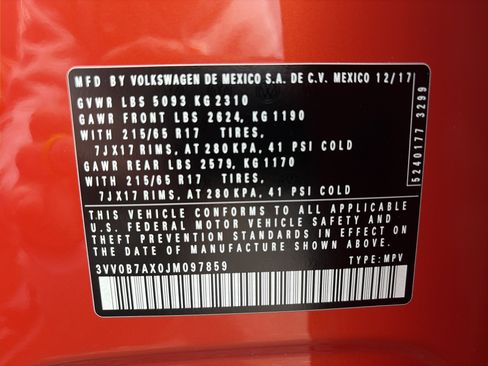 MFD BY VOLKSWAGEN DE MEXICO S.A. DE C.V. MEXICO 12/17
GVWR LBS 5093 KG 2310
GAWR FRONT LBS 2624, KG 1190
WITH 215/65 R17 TIRES,
7JX17 RIMS, AT 280 KPA, 41 PSI COLD
GAWR REAR LBS 2579, KG 1170
WITH 215/65 R17 TIRES,
7JX17 RIMS, AT 280 KPA, 41 PSI COLD
THIS VEHICLE CONFORMS TO ALL APPLICABLE
U.S. FEDERAL MOTOR VEHICLE SAFETY AND
THEFT PREVENTION STANDARDS IN EFFECT ON
THE DATE OF MANUFACTURE SHOWN ABOVE.
3VV0B7AX0JM097859 TYPE: MPV
5240177 3299